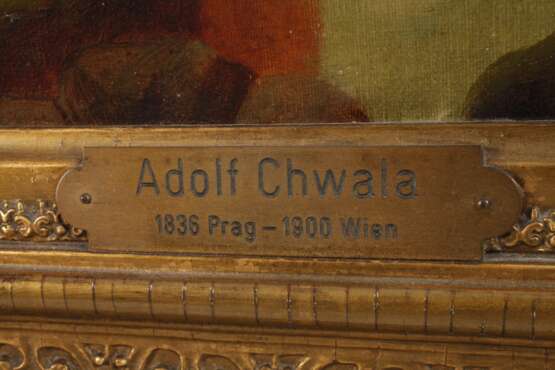 Adolf Chwala
1836 Prag – 1900 Wien